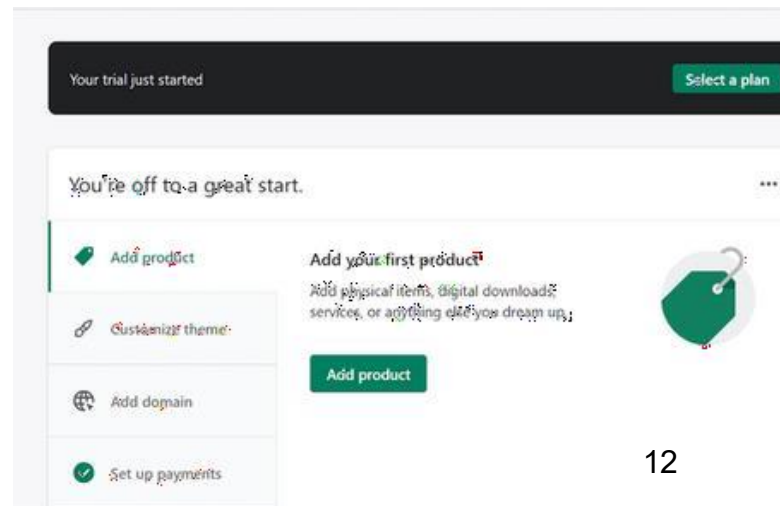 Your trial just started
Select a plan
You're off to a great start.
Add product
Customize theme
Add domain
Set up payments
Add your first product
Add physical items, digital downloads,
services, or anything else you dream up.
Add product
12